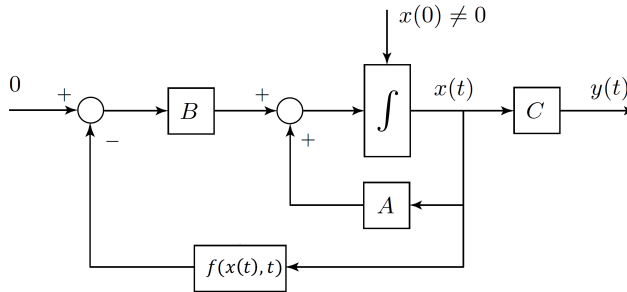 x(0) ≠ 0
0
+
+
∫
x(t)
y(t)
B
C
−
+
A
f(x(t), t)